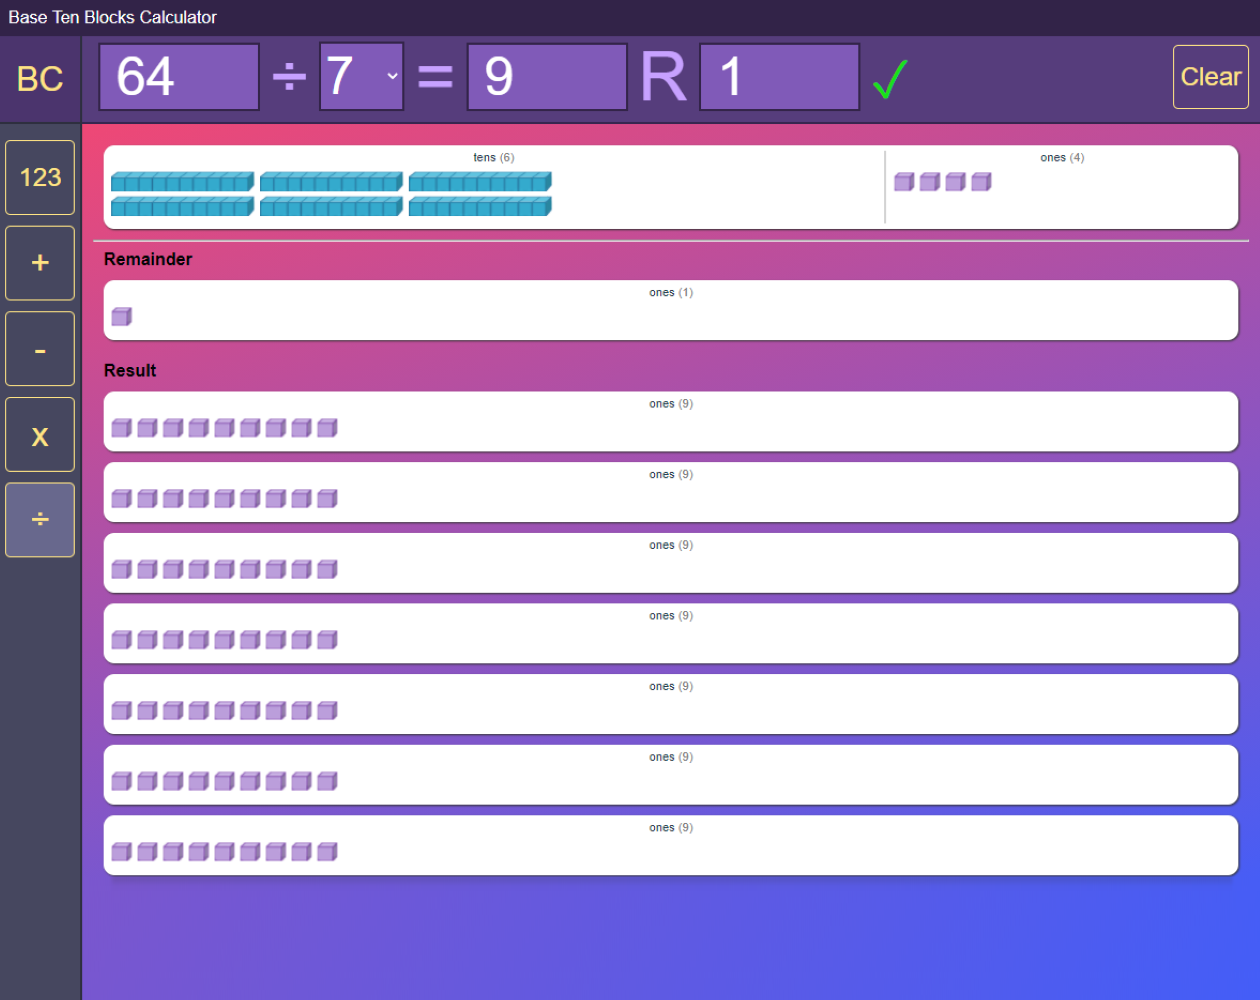 Base Ten Blocks Calculator
BC 64 ÷ 7 = 9 R 1 ✓ Clear
123
+
-
x
÷
tens (6) ones (4)
Remainder
ones (1)
Result
ones (9)
ones (9)
ones (9)
ones (9)
ones (9)
ones (9)
ones (9)